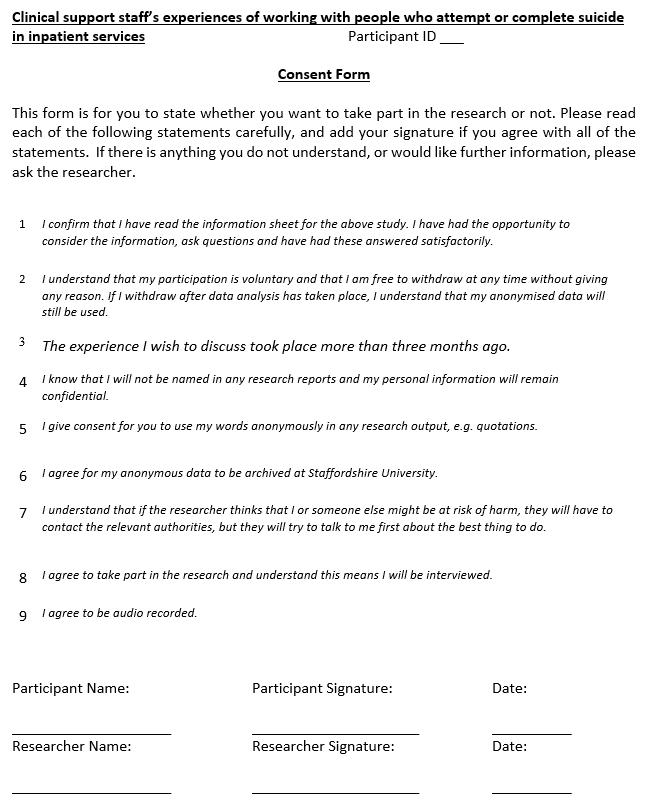 Clinical support staff's experiences of working with people who attempt or complete suicide
in inpatient services Participant ID ___
Consent Form
This form is for you to state whether you want to take part in the research or not. Please read
each of the following statements carefully, and add your signature if you agree with all of the
statements. If there is anything you do not understand, or would like further information, please
ask the researcher.
1 I confirm that I have read the information sheet for the above study. I have had the opportunity to
consider the information, ask questions and have had these answered satisfactorily.
2 I understand that my participation is voluntary and that I am free to withdraw at any time without giving
any reason. If I withdraw after data analysis has taken place, I understand that my anonymised data will
still be used.
3 The experience I wish to discuss took place more than three months ago.
4 I know that I will not be named in any research reports and my personal information will remain
confidential.
5 I give consent for you to use my words anonymously in any research output, e.g. quotations.
6 I agree for my anonymous data to be archived at Staffordshire University.
7 I understand that if the researcher thinks that I or someone else might be at risk of harm, they will have to
contact the relevant authorities, but they will try to talk to me first about the best thing to do.
8 I agree to take part in the research and understand this means I will be interviewed.
9 I agree to be audio recorded.
Participant Name: Participant Signature: Date:
Researcher Name: Researcher Signature: Date: